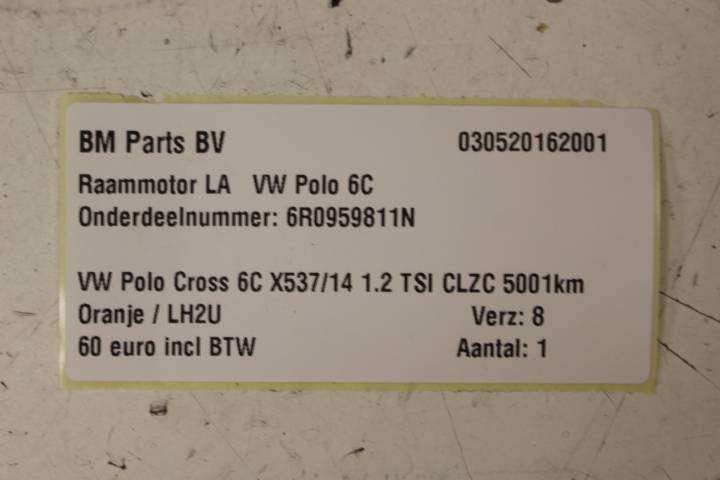 BM Parts BV 030520162001
Raammotor LA VW Polo 6C
Onderdeelnummer: 6R0959811N
VW Polo Cross 6C X537/14 1.2 TSI CLZC 5001km
Oranje / LH2U Verz: 8
60 euro incl BTW Aantal: 1